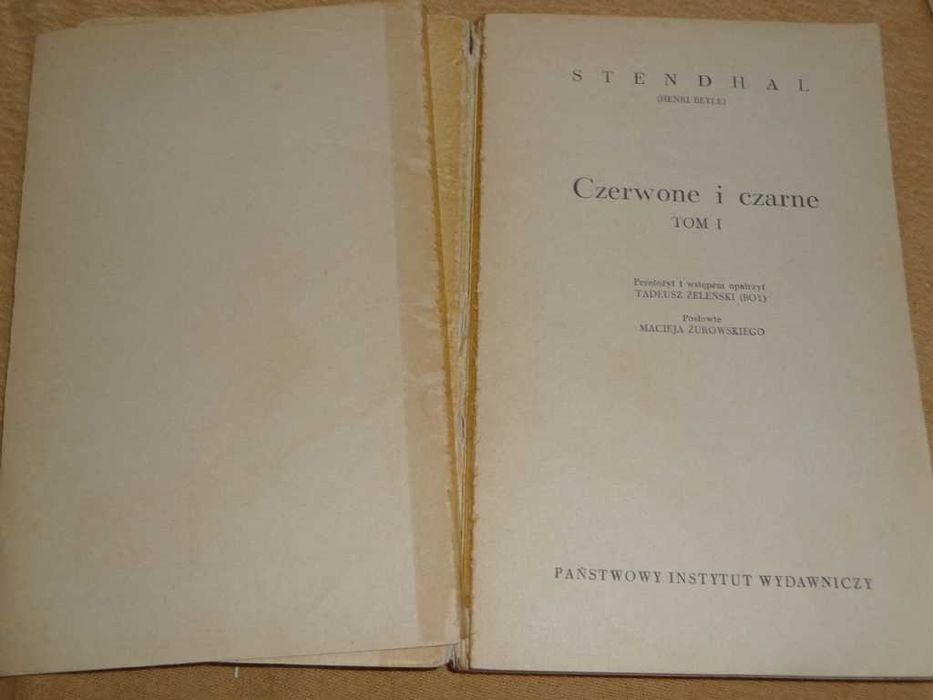 STENDHAL
(HENRI BEYLE)
Czerwone i czarne
TOM I
Przełożył i wstępem opatrzył
TADEUSZ ŻELEŃSKI (BOY)
Posłowie
MACIEJA ŻUROWSKIEGO
PAŃSTWOWY INSTYTUT WYDAWNICZY